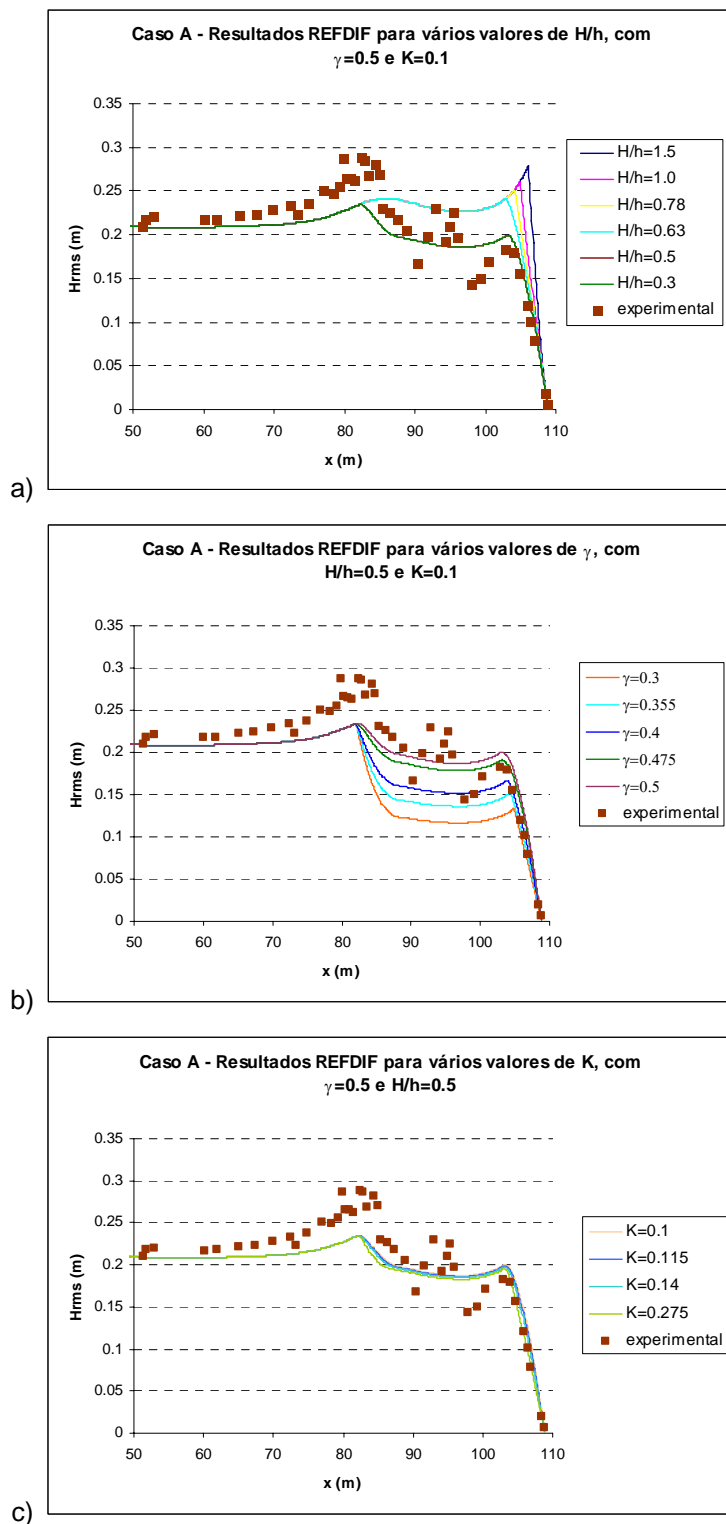 Caso A - Resultados REFDIF para vários valores de H/h, com
γ=0.5 e K=0.1
0.35
0.3
0.25
0.2
0.15
0.1
0.05
0
Hrms (m)
50 60 70 80 90 100 110
x (m)
H/h=1.5
H/h=1.0
H/h=0.78
H/h=0.63
H/h=0.5
H/h=0.3
experimental
a)
Caso A - Resultados REFDIF para vários valores de γ, com
H/h=0.5 e K=0.1
0.35
0.3
0.25
0.2
0.15
0.1
0.05
0
Hrms (m)
50 60 70 80 90 100 110
x (m)
γ=0.3
γ=0.355
γ=0.4
γ=0.475
γ=0.5
experimental
b)
Caso A - Resultados REFDIF para vários valores de K, com
γ=0.5 e H/h=0.5
0.35
0.3
0.25
0.2
0.15
0.1
0.05
0
Hrms (m)
50 60 70 80 90 100 110
x (m)
K=0.1
K=0.115
K=0.14
K=0.275
experimental
c)